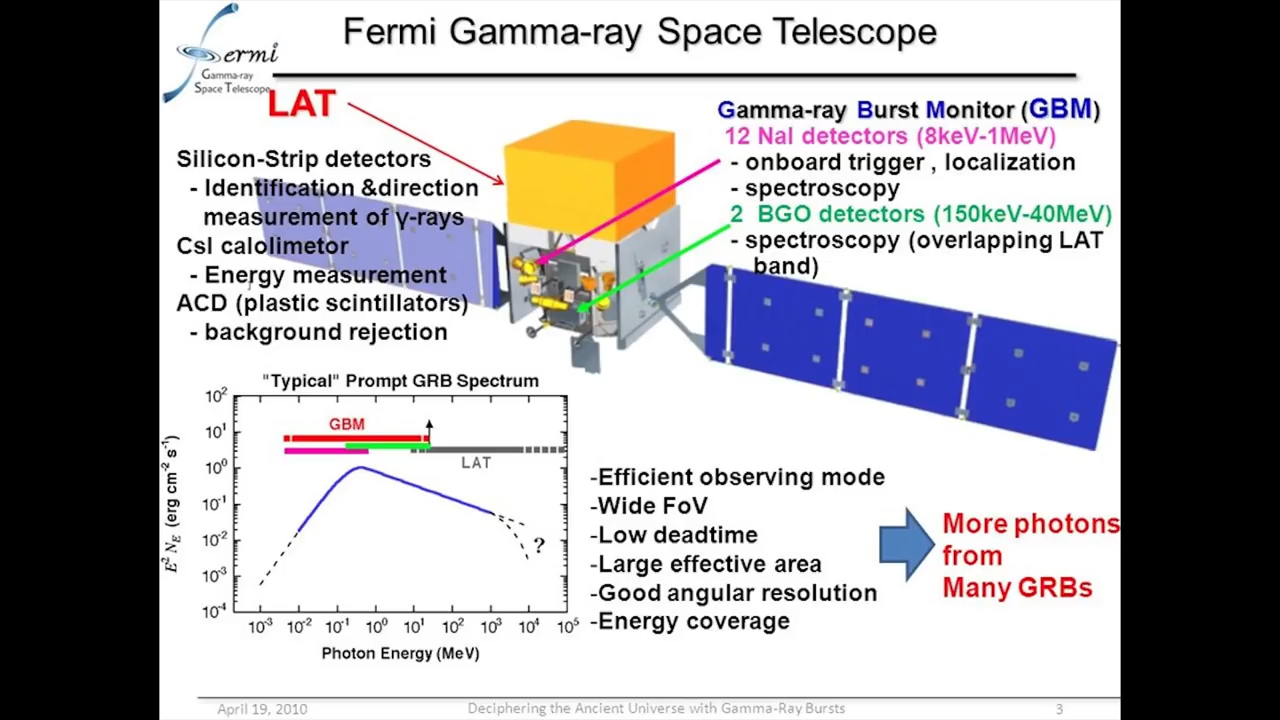 Fermi Gamma-ray Space Telescope
Fermi
Gamma-ray
Space Telescope
LAT
Silicon-Strip detectors
- Identification &direction
measurement of γ-rays
CsI calolimetor
- Energy measurement
ACD (plastic scintillators)
- background rejection
Gamma-ray Burst Monitor (GBM)
12 NaI detectors (8keV-1MeV)
- onboard trigger , localization
- spectroscopy
2 BGO detectors (150keV-40MeV)
- spectroscopy (overlapping LAT
band)
"Typical" Prompt GRB Spectrum
GBM
LAT
?
E² N_E (erg cm⁻² s⁻¹)
10²
10¹
10⁰
10⁻¹
10⁻²
10⁻³
10⁻⁴
10⁻³ 10⁻² 10⁻¹ 10⁰ 10¹ 10² 10³ 10⁴ 10⁵
Photon Energy (MeV)
-Efficient observing mode
-Wide FoV
-Low deadtime
-Large effective area
-Good angular resolution
-Energy coverage
More photons
from
Many GRBs
April 19, 2010 Deciphering the Ancient Universe with Gamma-Ray Bursts 3